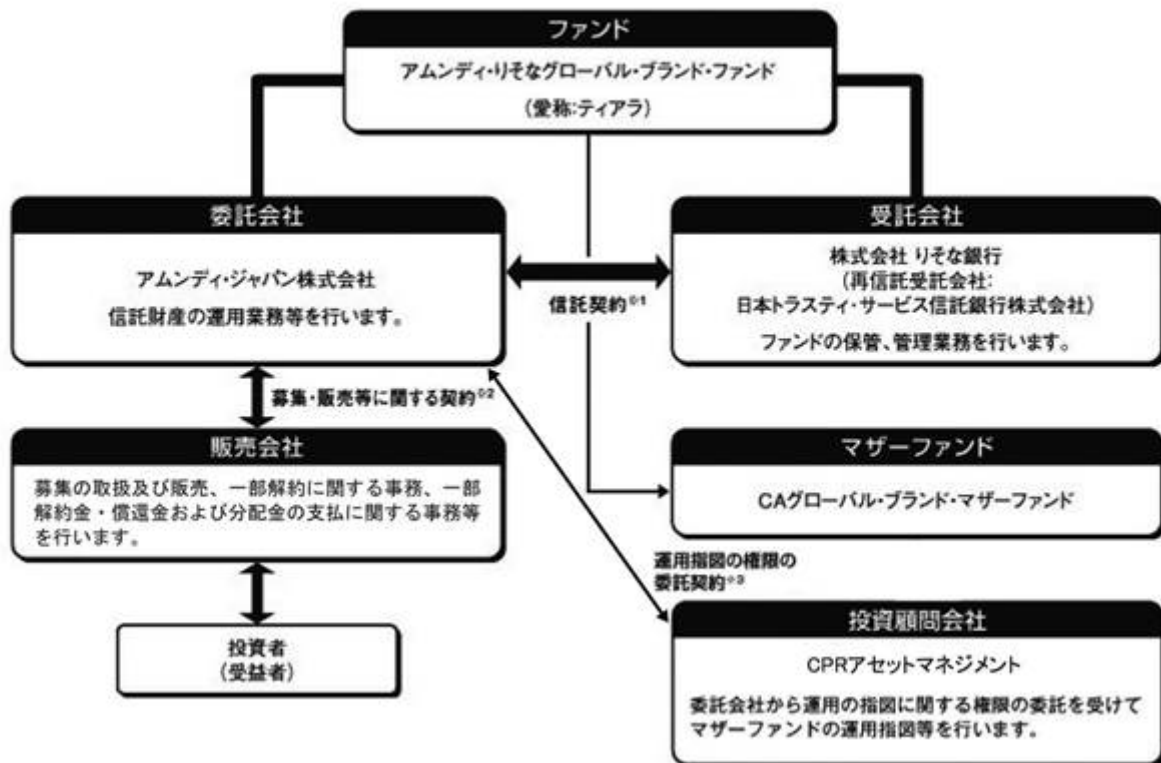 ファンド
アムンディ・りそなグローバル・ブランド・ファンド
(愛称:ティアラ)
委託会社
アムンディ・ジャパン株式会社
信託財産の運用業務等を行います。
信託契約※1
受託会社
株式会社 りそな銀行
(再信託受託会社:
日本トラスティ・サービス信託銀行株式会社)
ファンドの保管、管理業務を行います。
募集・販売等に関する契約※2
販売会社
募集の取扱及び販売、一部解約に関する事務、一部
解約金・償還金および分配金の支払に関する事務等
を行います。
マザーファンド
CAグローバル・ブランド・マザーファンド
運用指図の権限の
委託契約※3
投資者
(受益者)
投資顧問会社
CPRアセットマネジメント
委託会社から運用の指図に関する権限の委託を受けて
マザーファンドの運用指図等を行います。